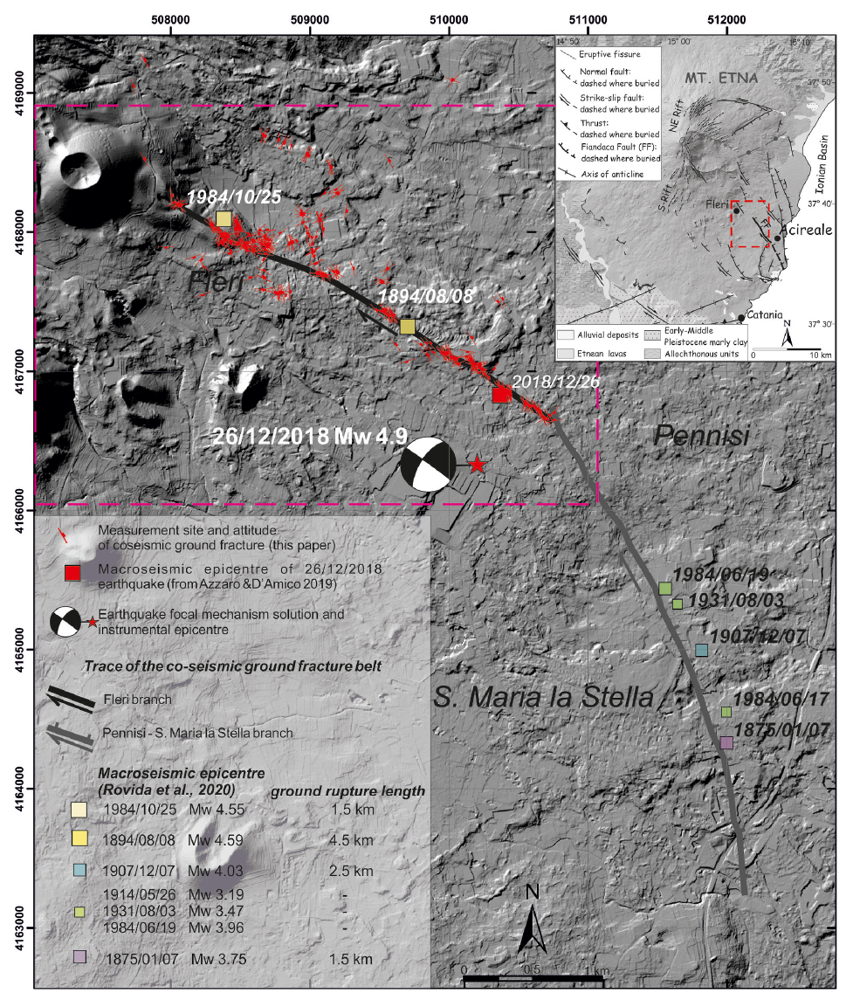 508000
509000
510000
511000
512000
4169000
4168000
4167000
4166000
4165000
4164000
4163000
14° 50'
15° 00'
15° 10'
37° 50'
37° 40'
37° 30'
Eruptive fissure
Normal fault:
dashed where buried
Strike-slip fault:
dashed where buried
Thrust:
dashed where buried
Fiandaca Fault (FF):
dashed where buried
Axis of anticline
MT. ETNA
NE Rift
S-Rift
Ionian Basin
Fleri
Acireale
Catania
Alluvial deposits
Early-Middle
Pleistocene marly clay
Etnean lavas
Allochthonous units
N
0
10 km
1984/10/25
Fleri
1894/08/08
2018/12/26
26/12/2018 Mw 4.9
Pennisi
1984/06/19
1931/08/03
1907/12/07
S. Maria la Stella
1984/06/17
1875/01/07
Measurement site and attitude
of coseismic ground fracture (this paper)
Macroseismic epicentre of 26/12/2018
earthquake (from Azzaro &D'Amico 2019)
Earthquake focal mechanism solution and
instrumental epicentre
Trace of the co-seismic ground fracture belt
Fleri branch
Pennisi - S. Maria la Stella branch
Macroseismic epicentre
(Rovida et al., 2020) ground rupture length
1984/10/25 Mw 4.55 1.5 km
1894/08/08 Mw 4.59 4.5 km
1907/12/07 Mw 4.03 2.5 km
1914/05/26 Mw 3.19 -
1931/08/03 Mw 3.47 -
1984/06/19 Mw 3.96 -
1875/01/07 Mw 3.75 1.5 km
N
0 0.5 1 km